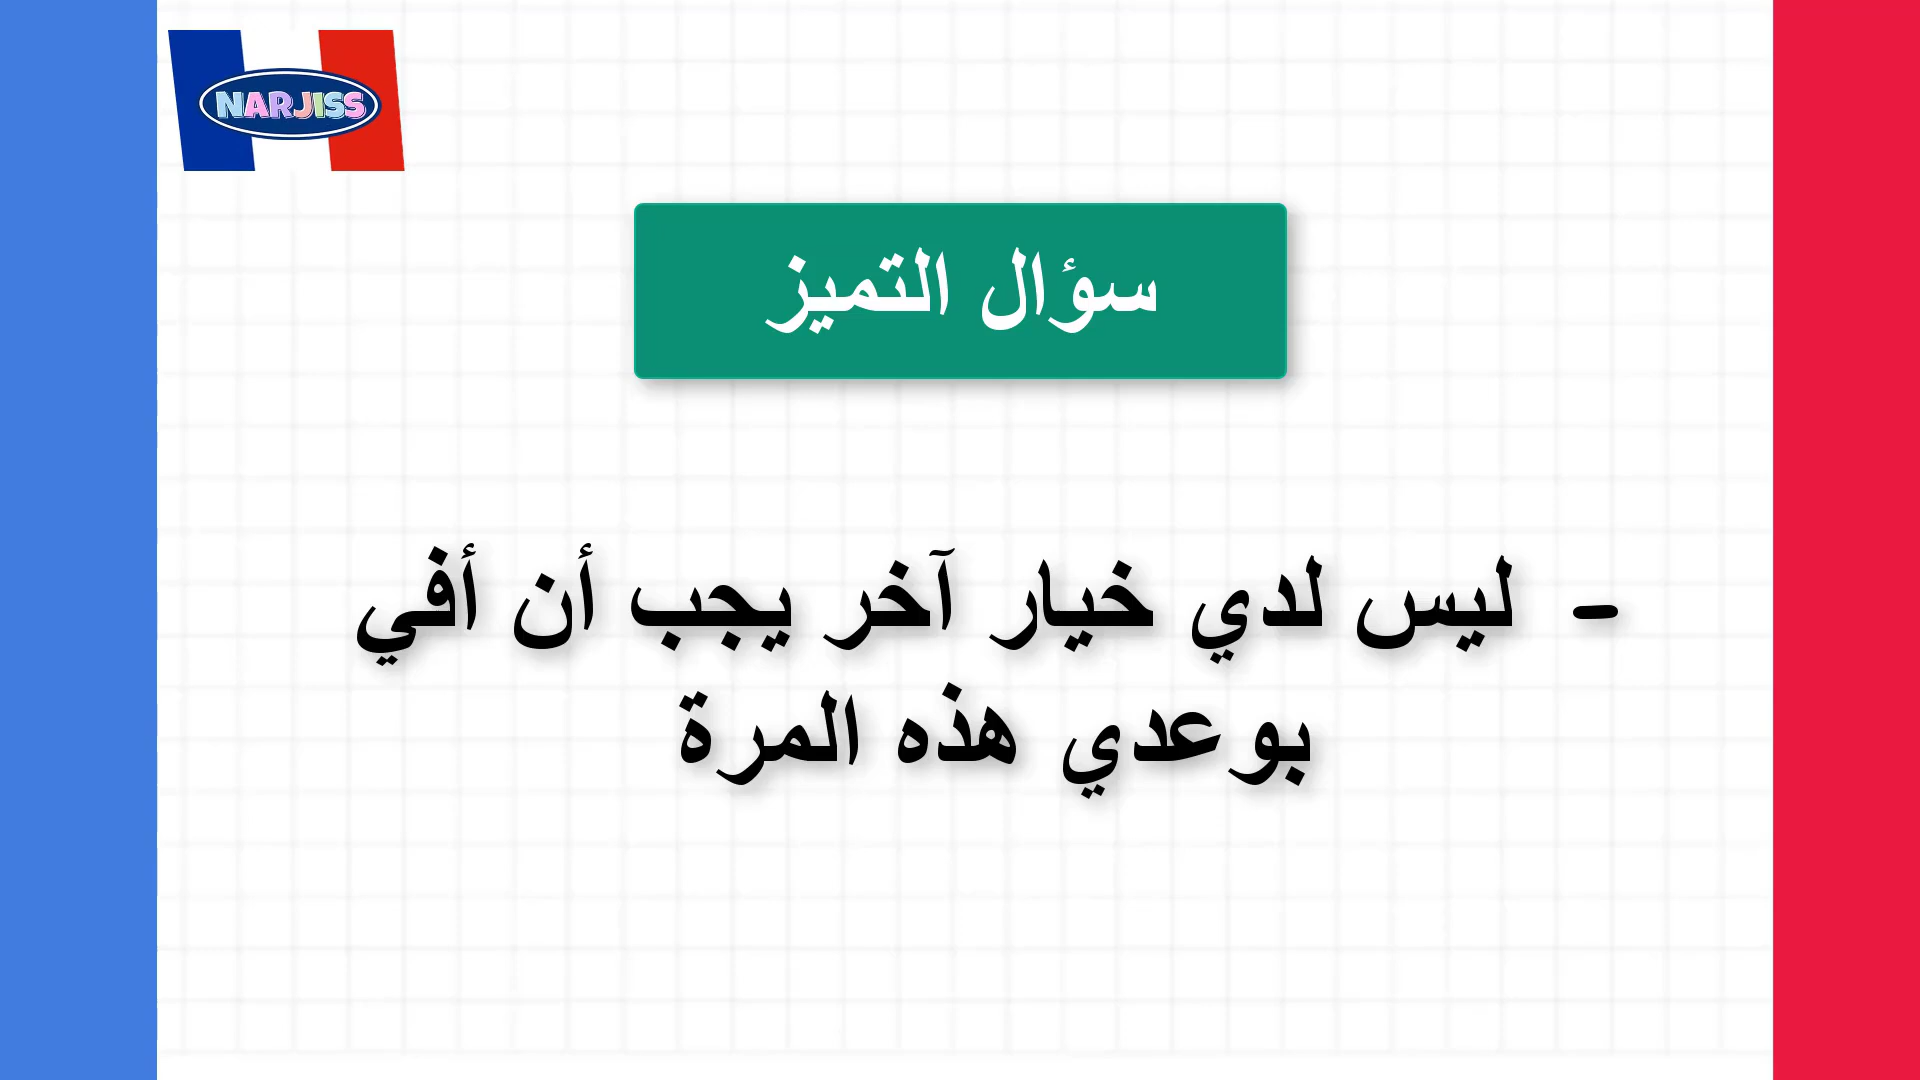 NARJISS
سؤال التميز
- ليس لدي خيار آخر يجب أن أفي
بوعدي هذه المرة